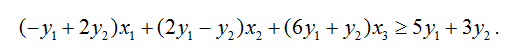 (-y₁ + 2y₂)x₁ + (2y₁ - y₂)x₂ + (6y₁ + y₂)x₃ ≥ 5y₁ + 3y₂ .